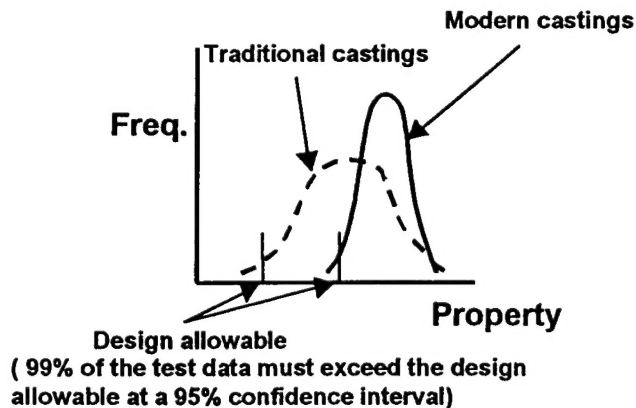 Modern castings
Traditional castings
Freq.
Property
Design allowable
( 99% of the test data must exceed the design
allowable at a 95% confidence interval)